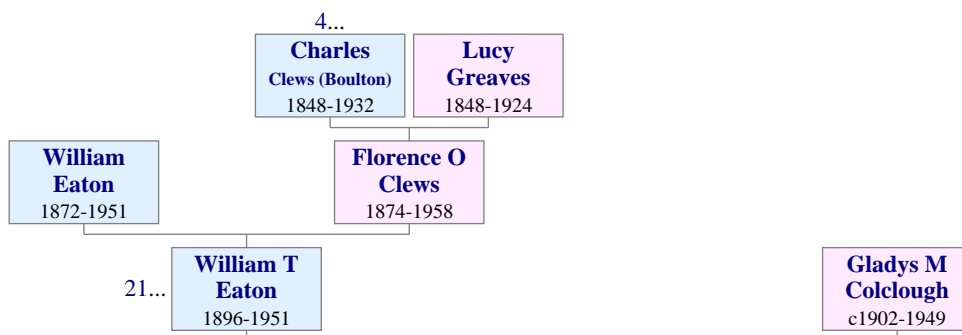 4...
Charles
Clews (Boulton)
1848-1932
Lucy
Greaves
1848-1924
William
Eaton
1872-1951
Florence O
Clews
1874-1958
21...
William T
Eaton
1896-1951
Gladys M
Colclough
c1902-1949